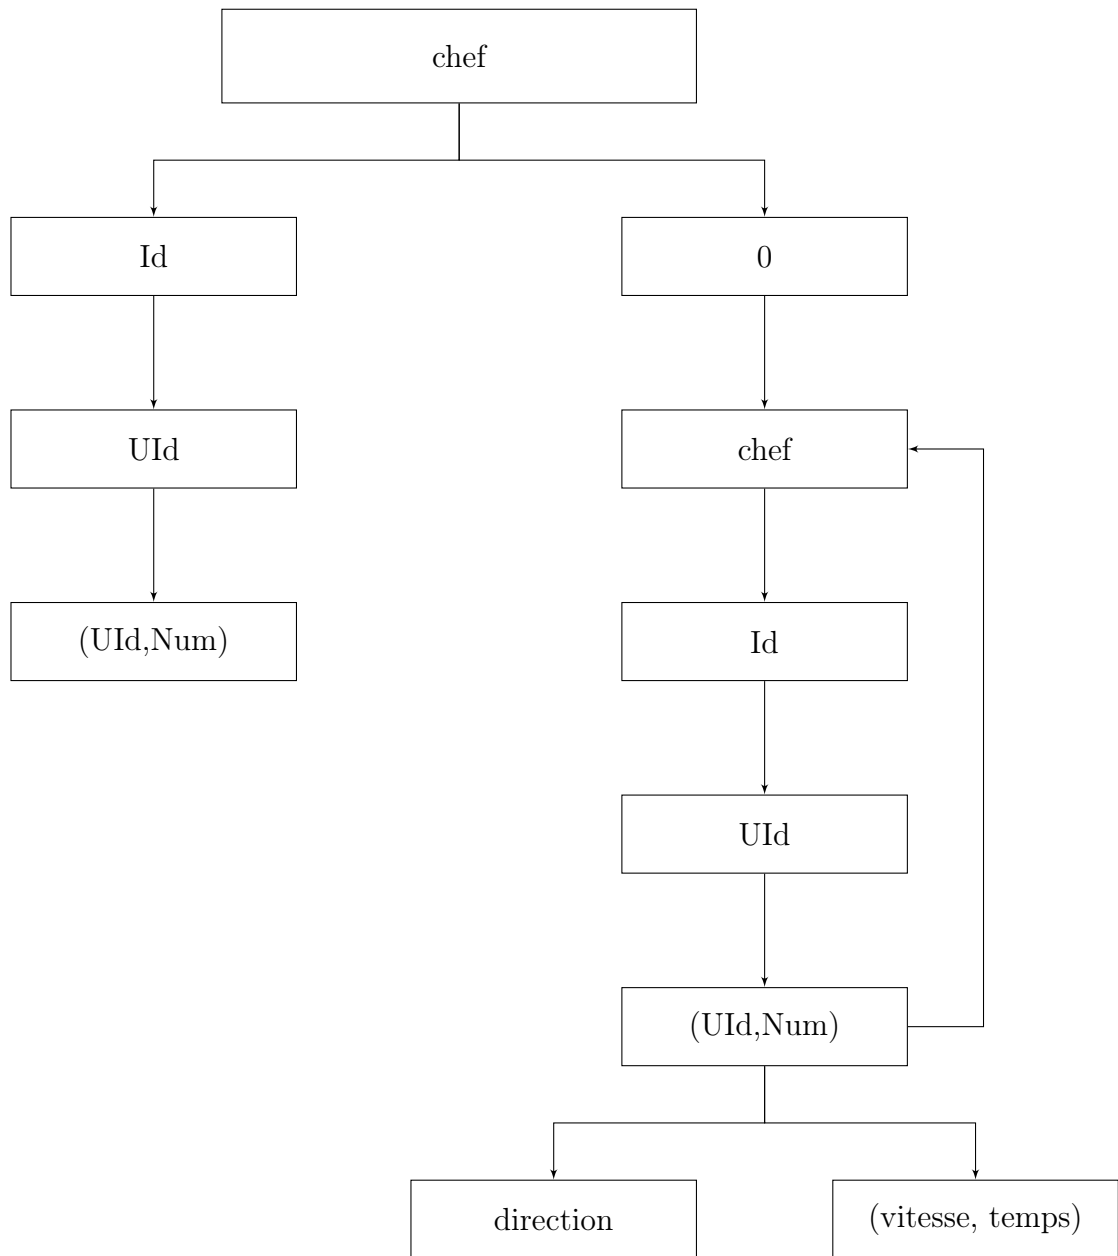 chef
Id
0
UId
chef
(UId,Num)
Id
UId
(UId,Num)
direction
(vitesse, temps)